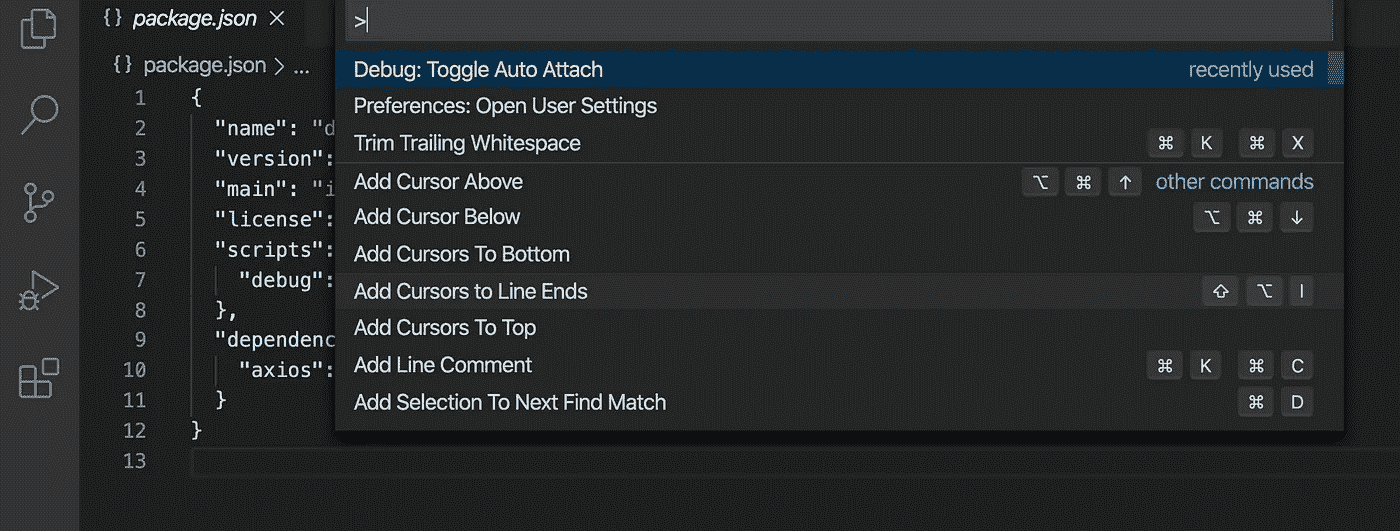 {} package.json ×
>
{} package.json > ...
Debug: Toggle Auto Attach recently used
Preferences: Open User Settings
Trim Trailing Whitespace ⌘ K ⌘ X
Add Cursor Above ⌥ ⌘ ↑ other commands
Add Cursor Below ⌥ ⌘ ↓
Add Cursors To Bottom
Add Cursors to Line Ends ⇧ ⌥ I
Add Cursors To Top
Add Line Comment ⌘ K ⌘ C
Add Selection To Next Find Match ⌘ D
1 {
2 "name": "d
3 "version":
4 "main": "i
5 "license":
6 "scripts":
7 "debug":
8 },
9 "dependenc
10 "axios":
11 }
12 }
13